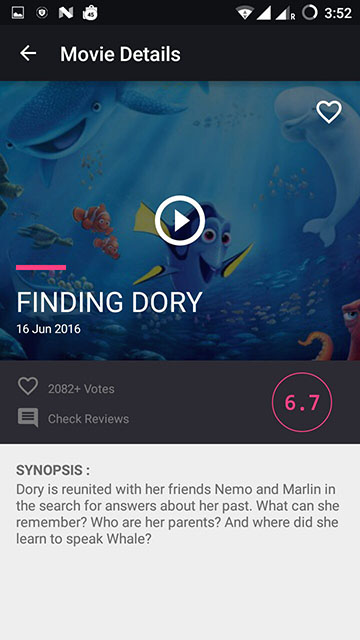 45
R
3:52
Movie Details
FINDING DORY
16 Jun 2016
2082+ Votes
Check Reviews
6.7
SYNOPSIS :
Dory is reunited with her friends Nemo and Marlin in
the search for answers about her past. What can she
remember? Who are her parents? And where did she
learn to speak Whale?